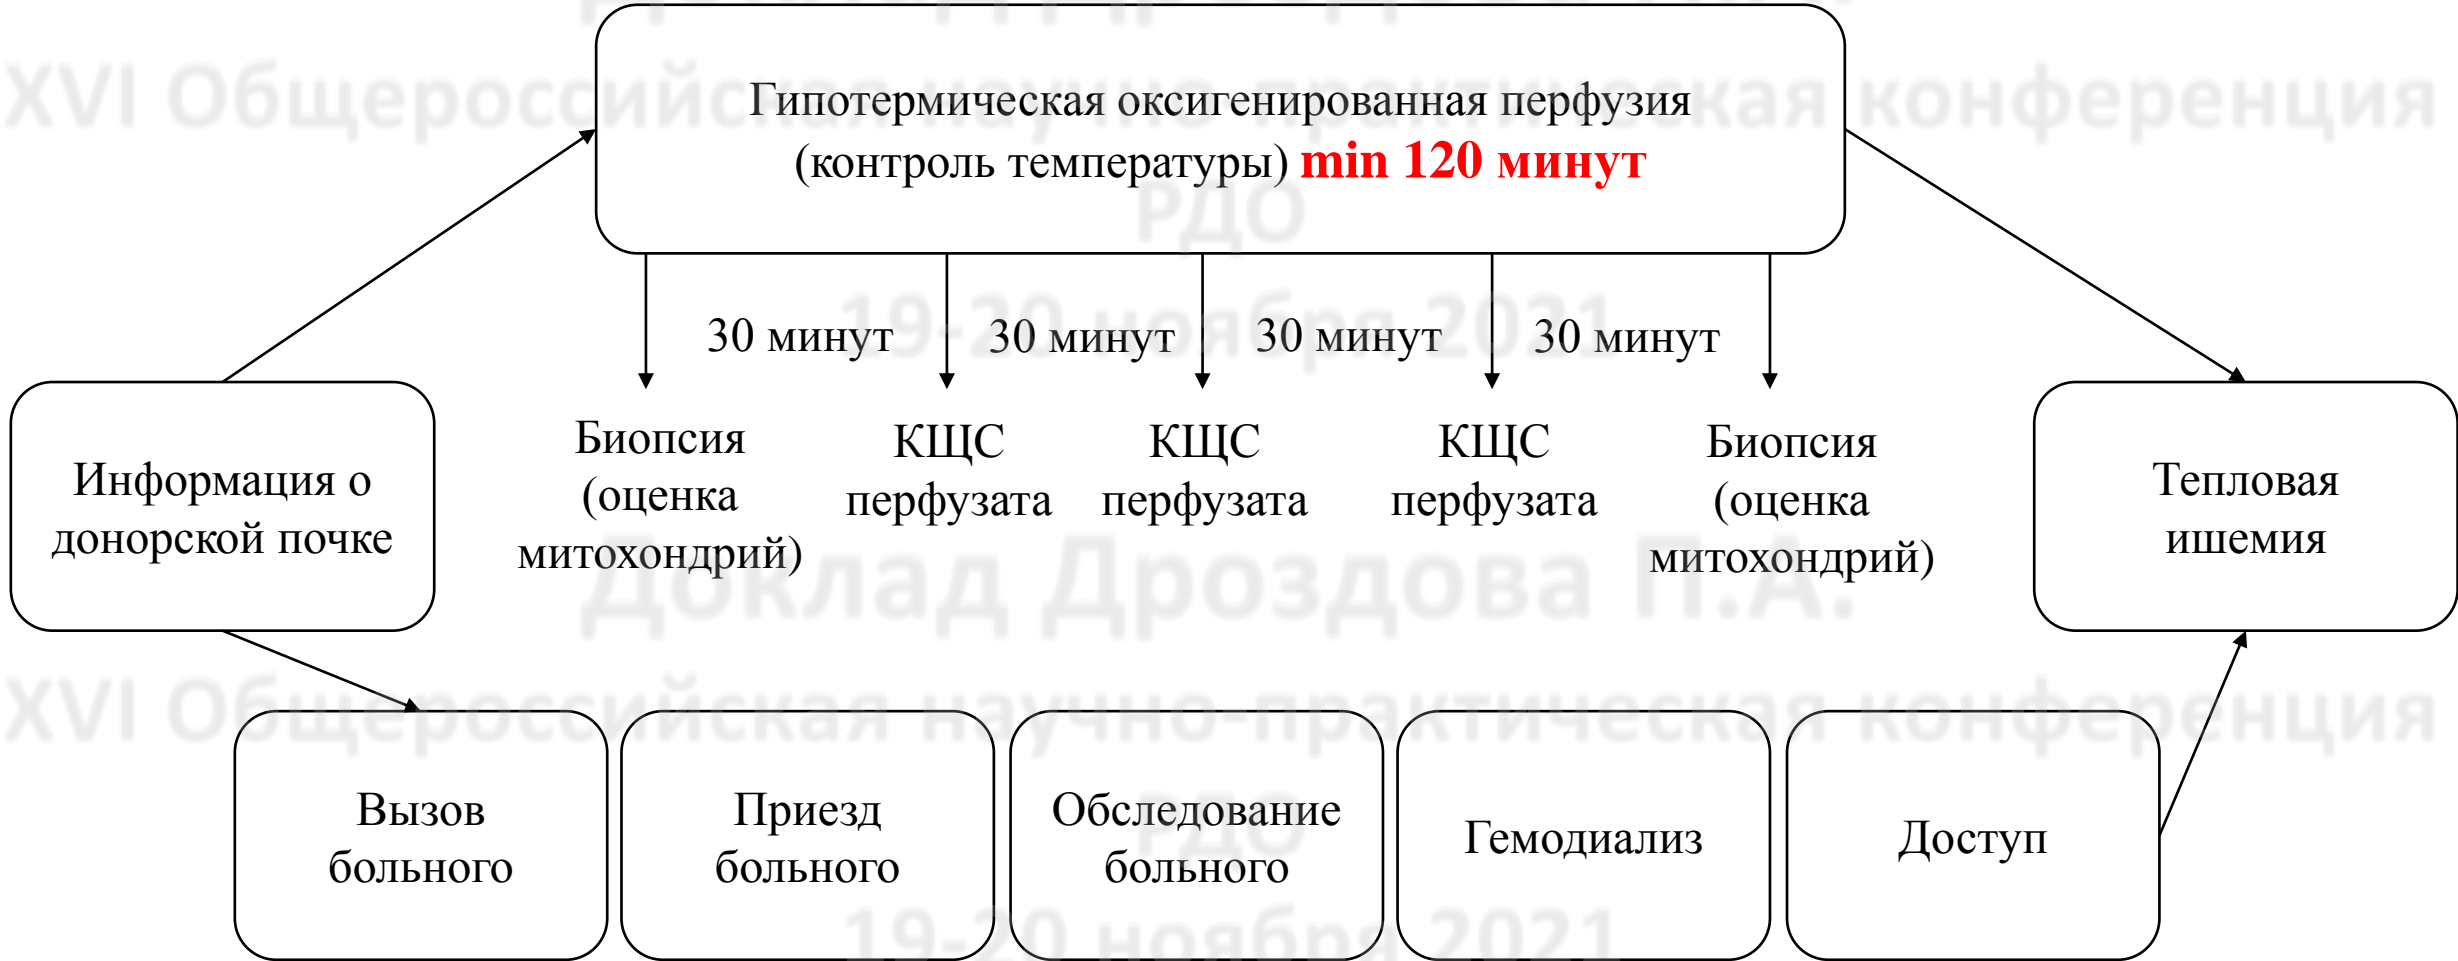 XVI Общероссийская научно-практическая конференция
Гипотермическая оксигенированная перфузия
(контроль температуры) min 120 минут
РДО
19-20 ноября 2021
30 минут
30 минут
30 минут
30 минут
Информация о
донорской почке
Биопсия
(оценка
митохондрий)
КЩС
перфузата
КЩС
перфузата
КЩС
перфузата
Биопсия
(оценка
митохондрий)
Тепловая
ишемия
Доклад Дроздова П.А.
XVI Общероссийская научно-практическая конференция
Вызов
больного
Приезд
больного
Обследование
больного
Гемодиализ
Доступ
РДО
19-20 ноября 2021